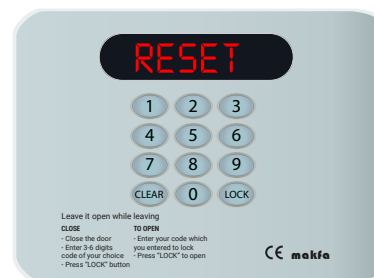 RESET
1 2 3
4 5 6
7 8 9
CLEAR 0 LOCK
Leave it open while leaving
CLOSE
- Close the door
- Enter 3-6 digits
code of your choice
- Press "LOCK" button
TO OPEN
- Enter your code which
you entered to lock
- Press "LOCK" to open
CE makfa